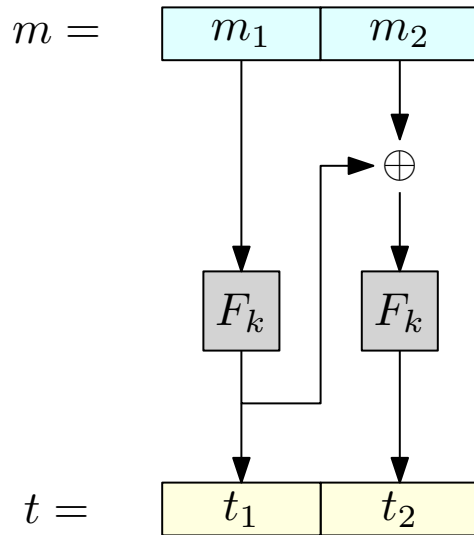 m = m₁ m₂
⊕
Fₖ Fₖ
t = t₁ t₂